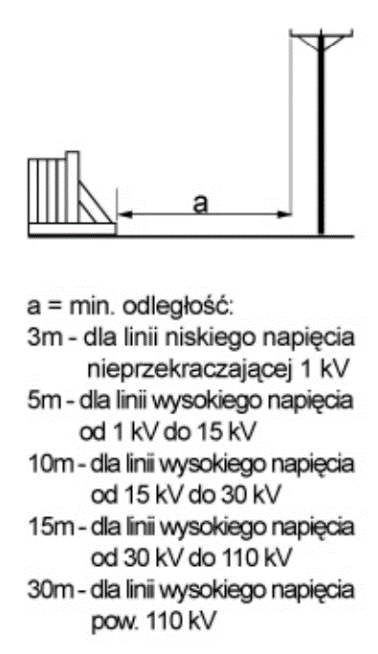 a
a = min. odległość:
3m - dla linii niskiego napięcia
nieprzekraczającej 1 kV
5m - dla linii wysokiego napięcia
od 1 kV do 15 kV
10m - dla linii wysokiego napięcia
od 15 kV do 30 kV
15m - dla linii wysokiego napięcia
od 30 kV do 110 kV
30m - dla linii wysokiego napięcia
pow. 110 kV